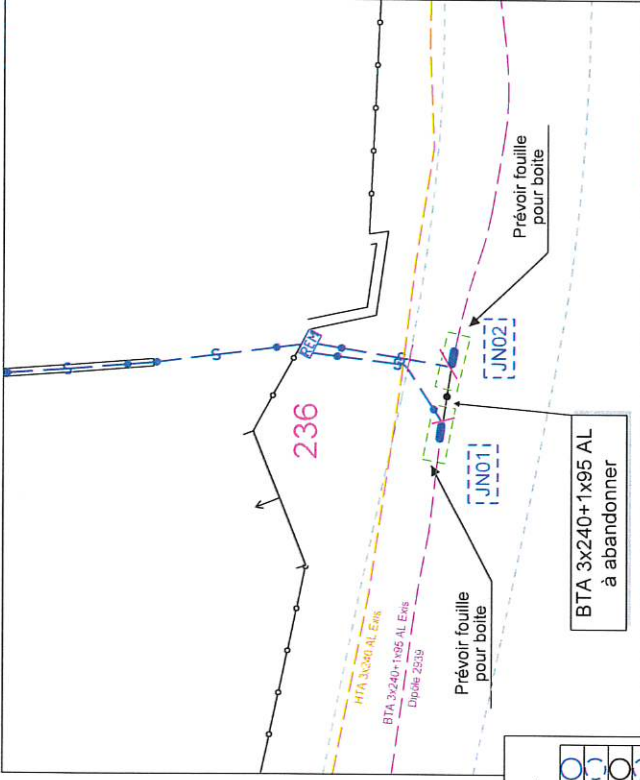 S
REM
236
S
Prévoir fouille
pour boite
JN02
JN01
HTA 3x240 AL Exis
BTA 3x240+1x95 AL Exis
Dipôle 2939
Prévoir fouille
pour boite
BTA 3x240+1x95 AL
à abandonner